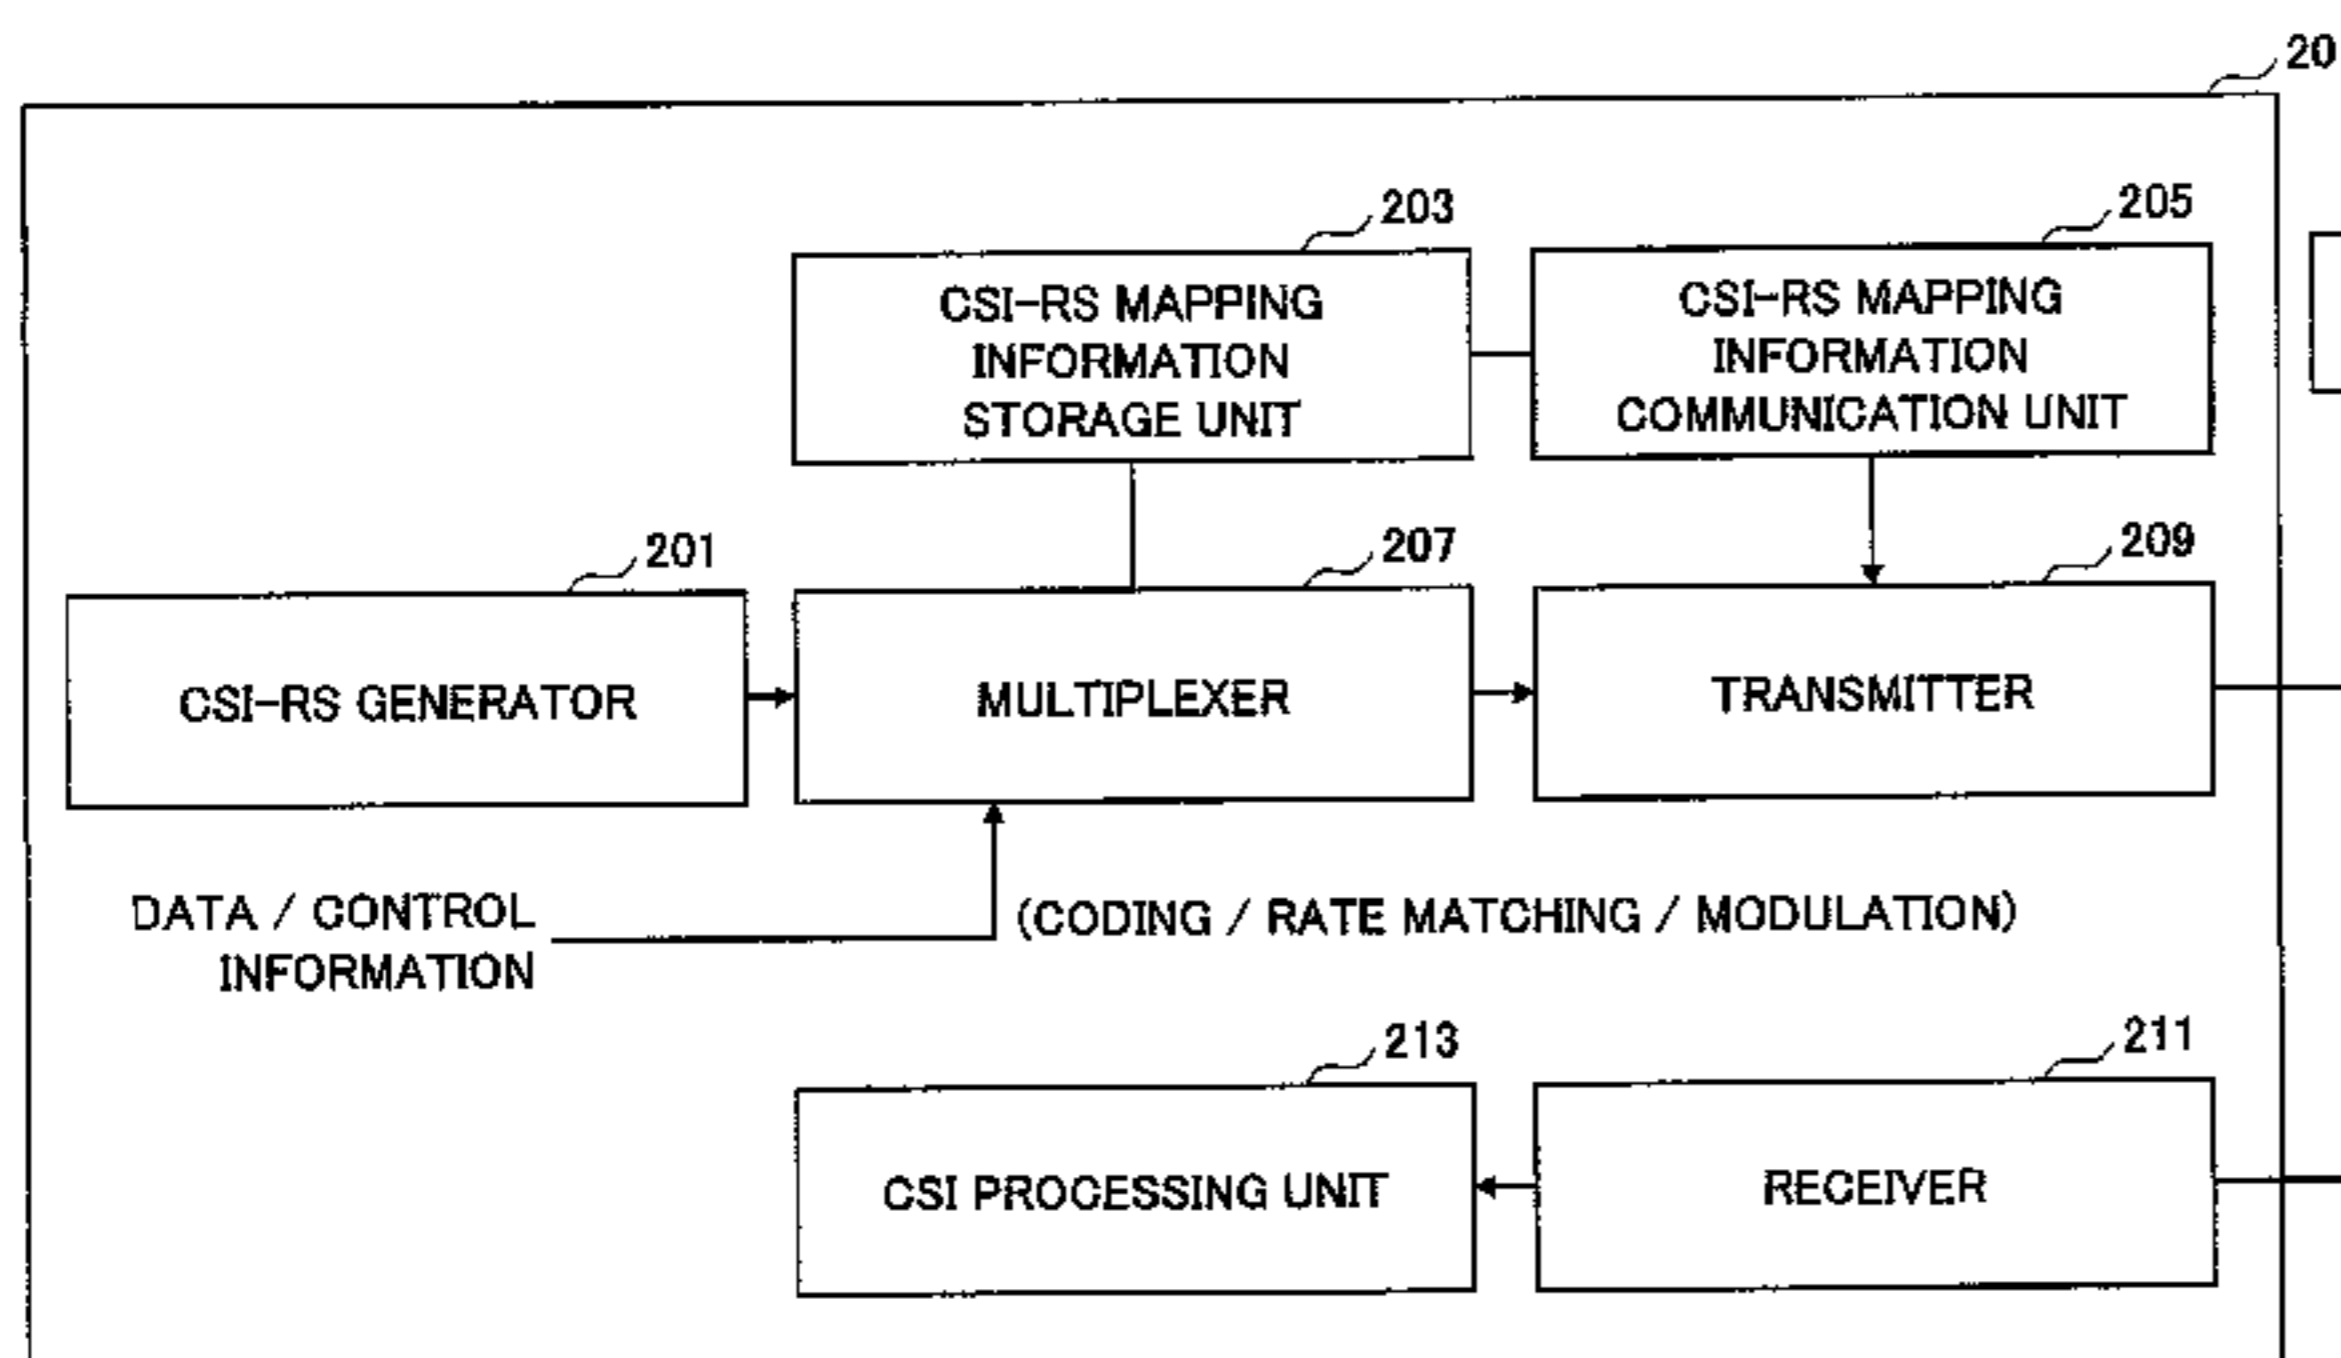 20
203
205
CSI-RS MAPPING
INFORMATION
STORAGE UNIT
CSI-RS MAPPING
INFORMATION
COMMUNICATION UNIT
201
207
209
CSI-RS GENERATOR
MULTIPLEXER
TRANSMITTER
DATA / CONTROL
INFORMATION
(CODING / RATE MATCHING / MODULATION)
213
211
CSI PROCESSING UNIT
RECEIVER